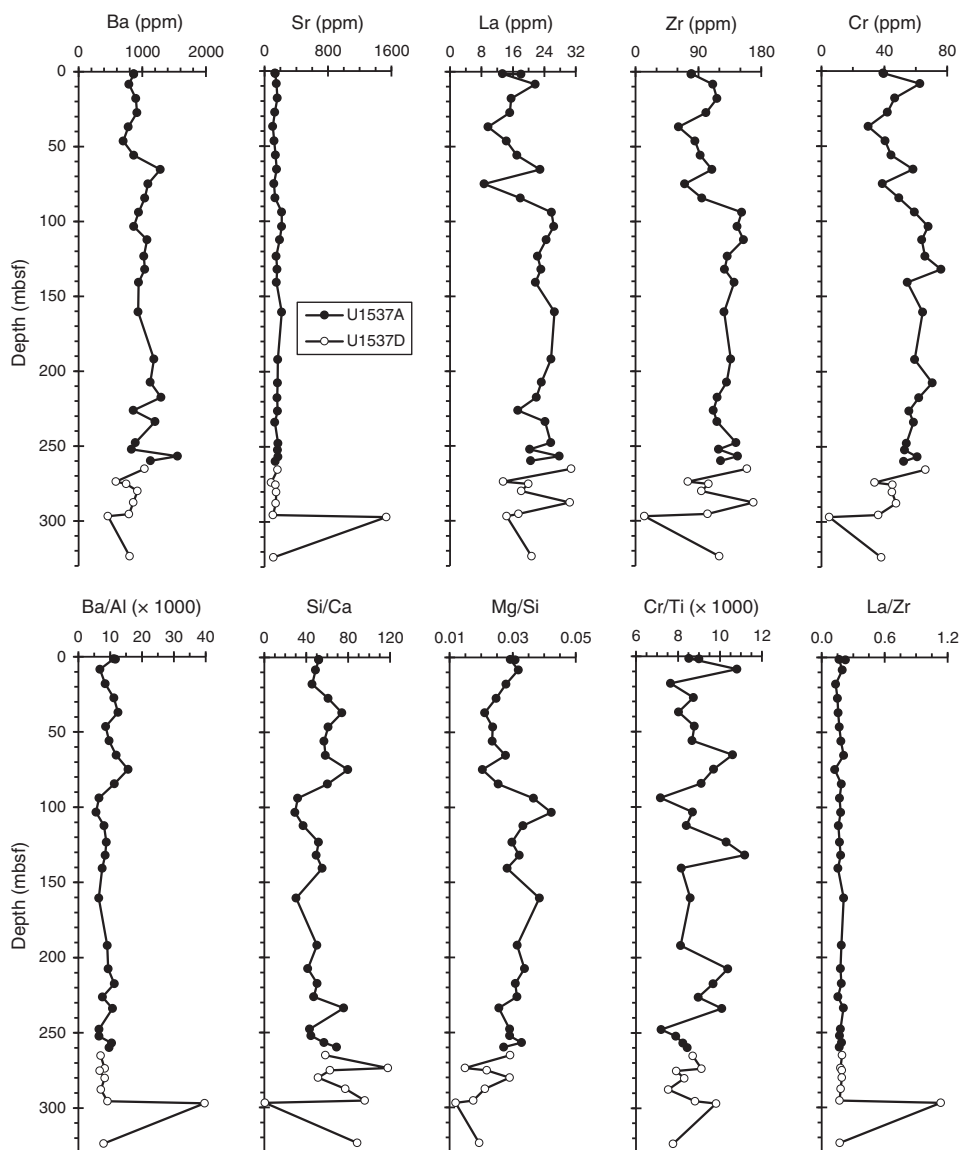 Ba (ppm) Sr (ppm) La (ppm) Zr (ppm) Cr (ppm)
0 1000 2000 0 1600 0 8 16 24 32 0 90 180 0 40 80
0
50
100
150
200
250
300
Depth (mbsf)
U1537A
U1537D
Ba/Al (× 1000) Si/Ca Mg/Si Cr/Ti (× 1000) La/Zr
0 10 20 30 40 0 40 80 120 0.01 0.03 0.05 6 8 10 12 0.0 0.6 1.2
0
50
100
150
200
250
300
Depth (mbsf)